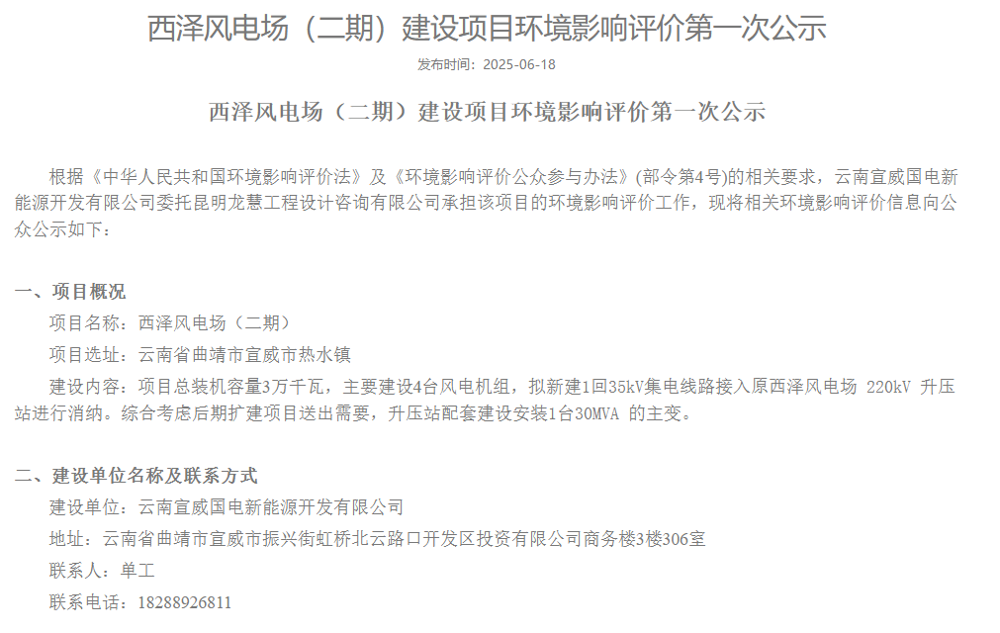 西泽风电场（二期）建设项目环境影响评价第一次公示
发布时间：2025-06-18
西泽风电场（二期）建设项目环境影响评价第一次公示
根据《中华人民共和国环境影响评价法》及《环境影响评价公众参与办法》(部令第4号)的相关要求，云南宣威国电新
能源开发有限公司委托昆明龙慧工程设计咨询有限公司承担该项目的环境影响评价工作，现将相关环境影响评价信息向公
众公示如下：
一、项目概况
项目名称：西泽风电场（二期）
项目选址：云南省曲靖市宣威市热水镇
建设内容：项目总装机容量3万千瓦，主要建设4台风电机组，拟新建1回35kV集电线路接入原西泽风电场 220kV 升压
站进行消纳。综合考虑后期扩建项目送出需要，升压站配套建设安装1台30MVA 的主变。
二、建设单位名称及联系方式
建设单位：云南宣威国电新能源开发有限公司
地址：云南省曲靖市宣威市振兴街虹桥北云路口开发区投资有限公司商务楼3楼306室
联系人：单工
联系电话：18288926811